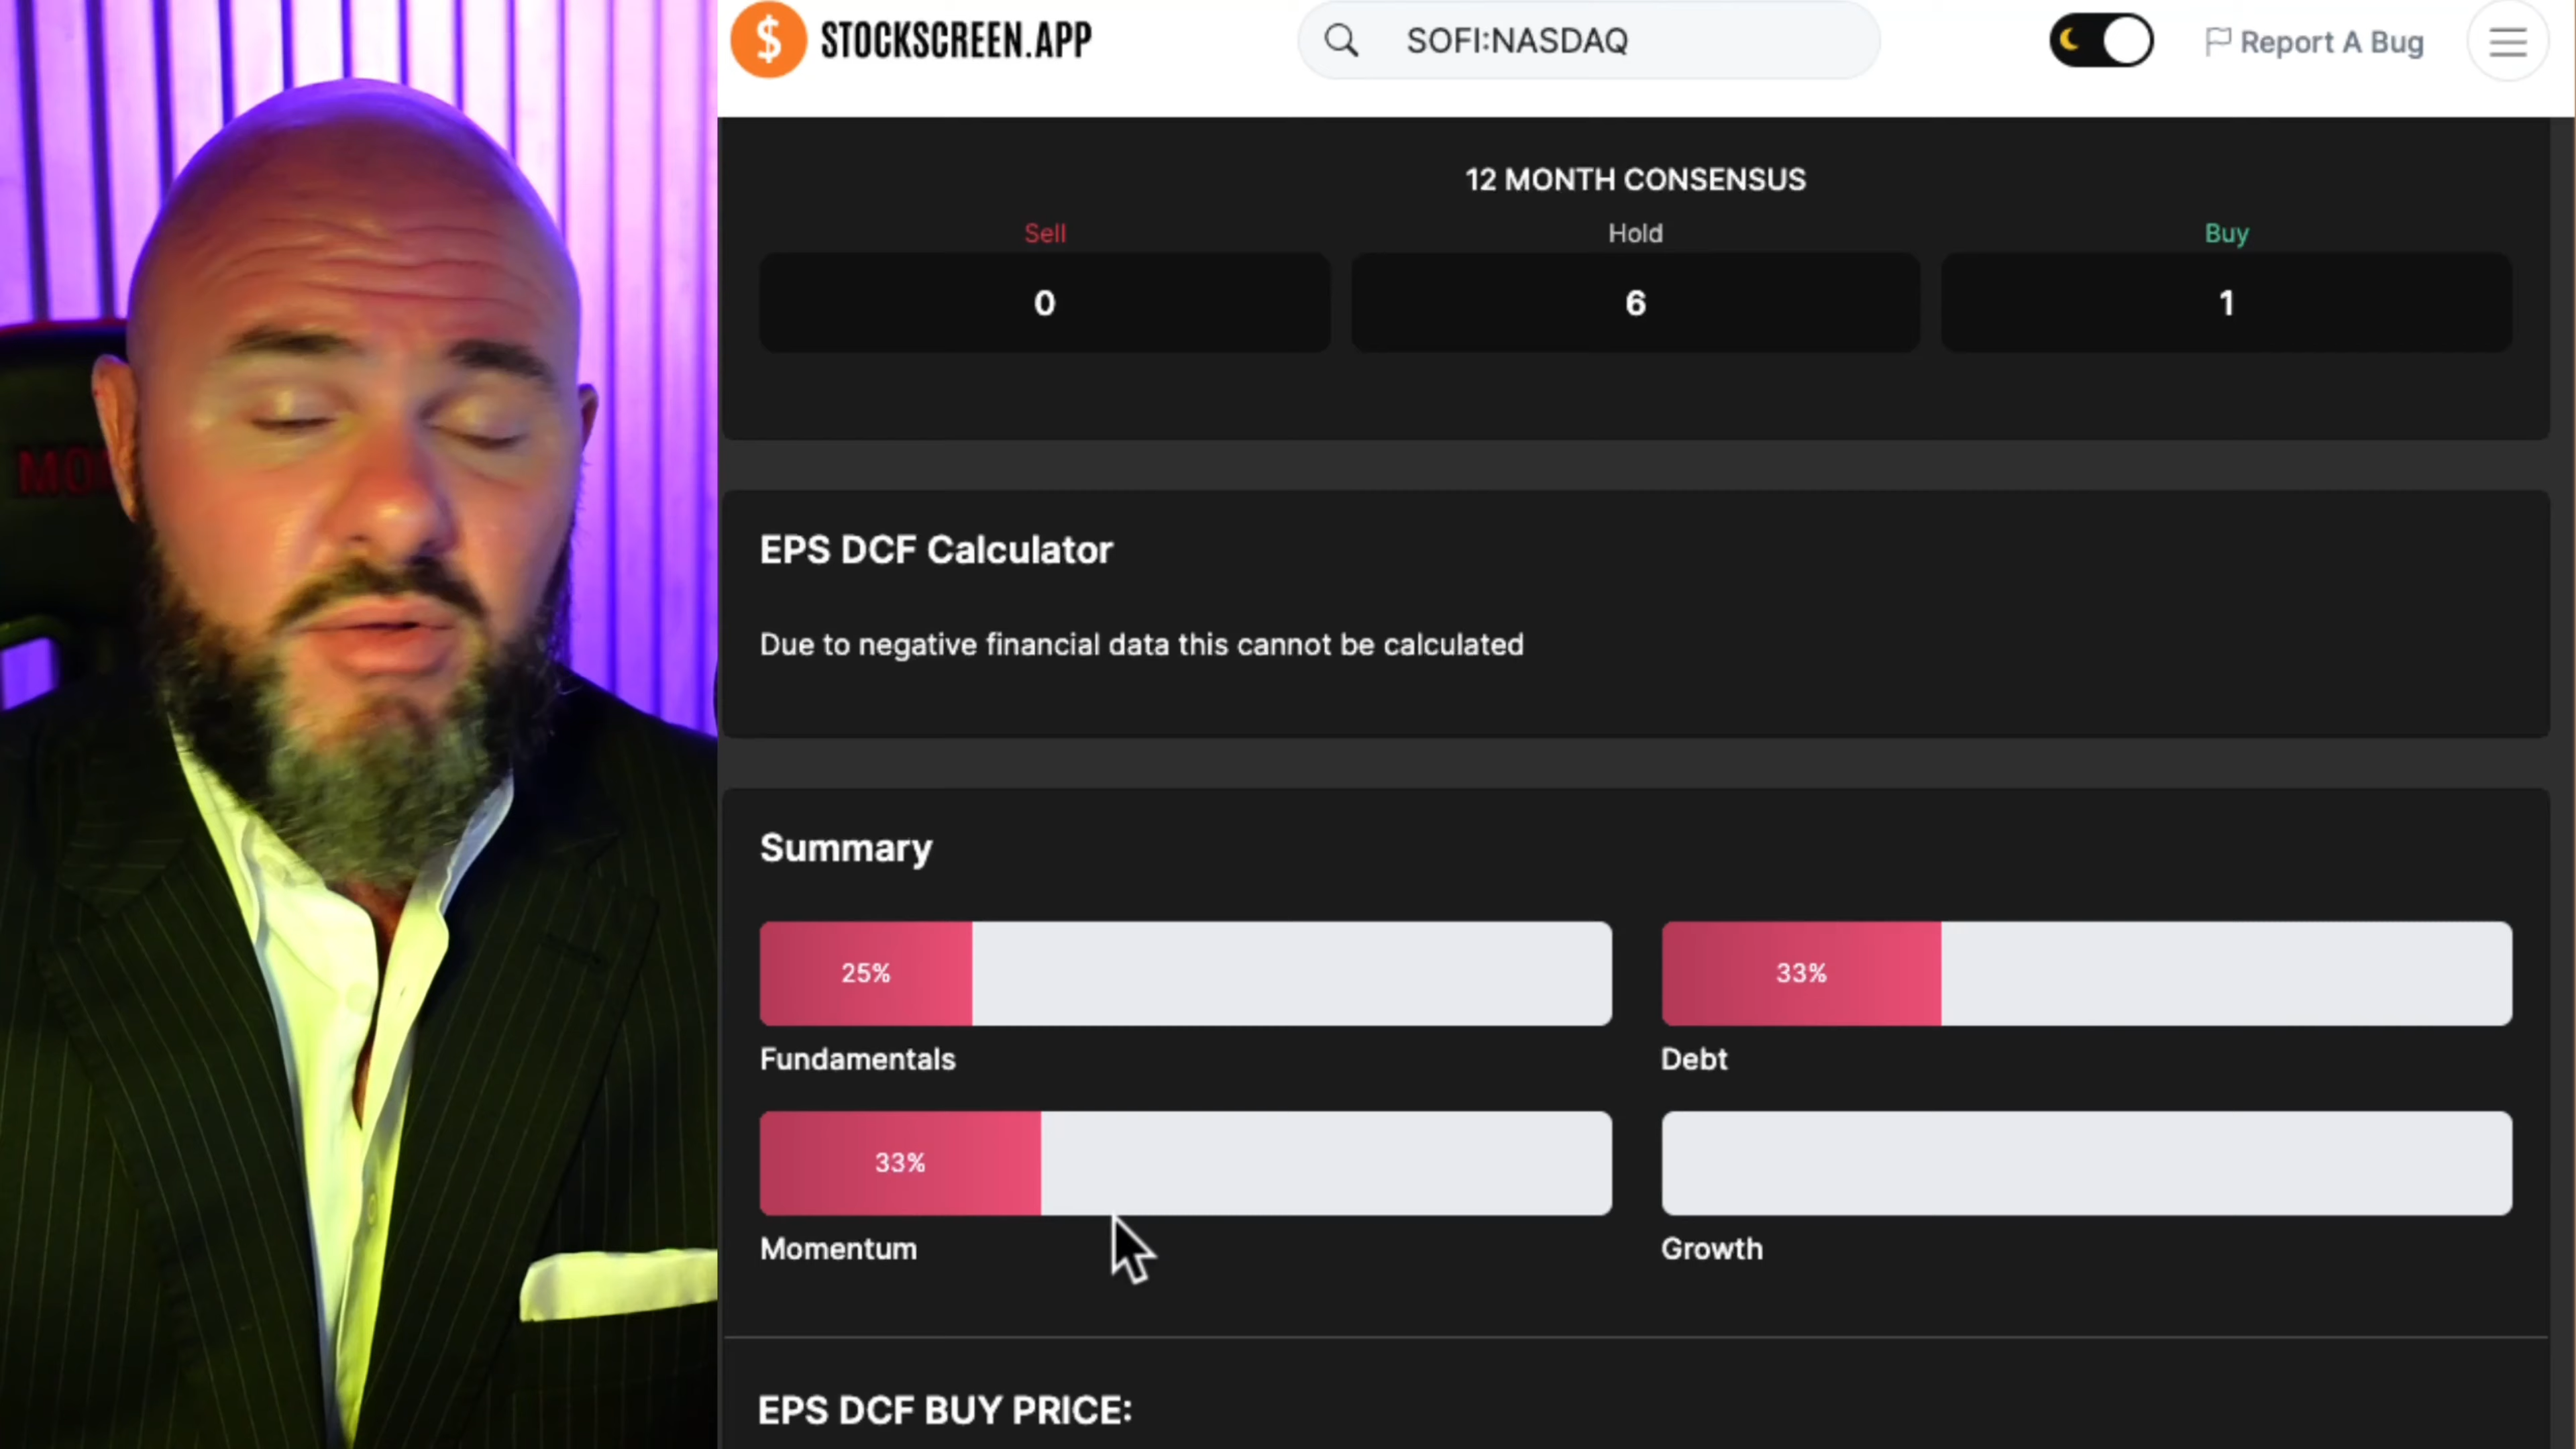 STOCKSCREEN.APP
SOFI:NASDAQ
Report A Bug
12 MONTH CONSENSUS
Sell
Hold
Buy
0
6
1
EPS DCF Calculator
Due to negative financial data this cannot be calculated
Summary
25%
33%
Fundamentals
Debt
33%
Momentum
Growth
EPS DCF BUY PRICE: